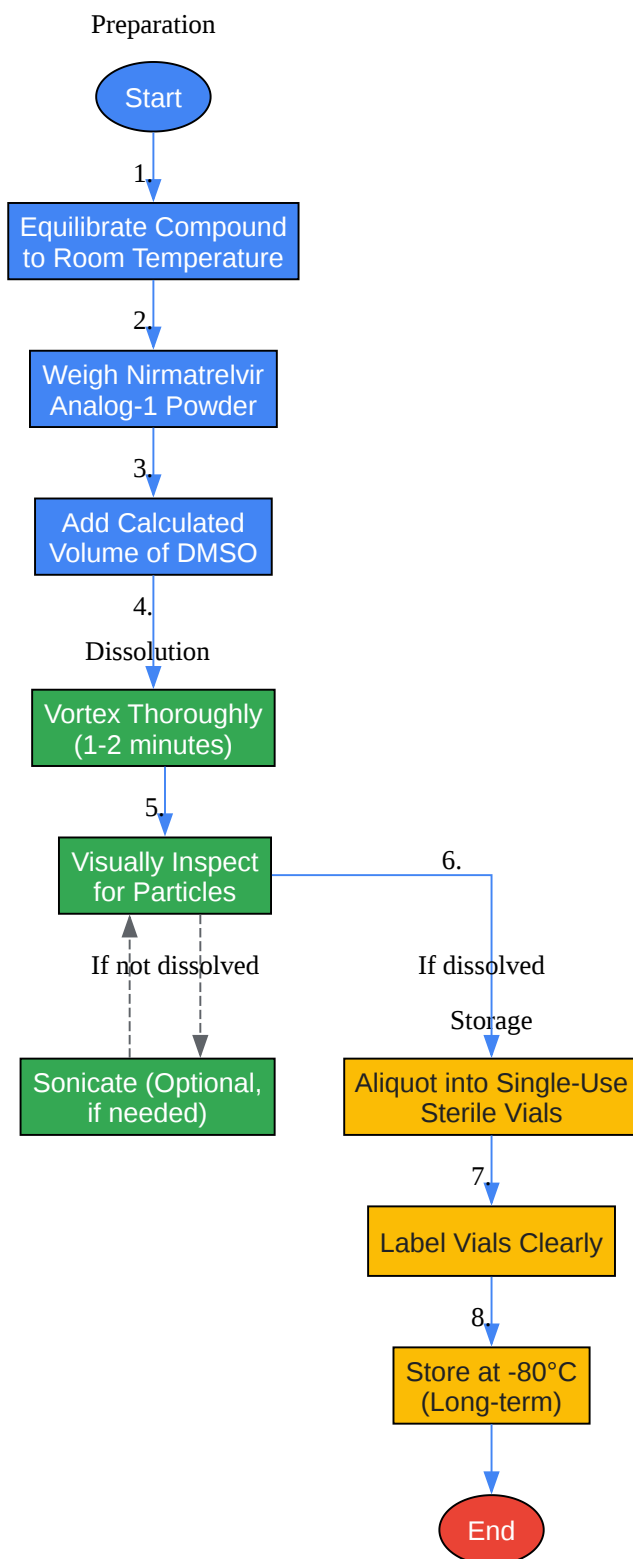 Preparation
Start
1.
Equilibrate Compound
to Room Temperature
2.
Weigh Nirmatrelvir
Analog-1 Powder
3.
Add Calculated
Volume of DMSO
4.
Dissolution
Vortex Thoroughly
(1-2 minutes)
5.
Visually Inspect
for Particles
6.
If not dissolved
If dissolved
Storage
Sonicate (Optional,
if needed)
Aliquot into Single-Use
Sterile Vials
7.
Label Vials Clearly
8.
Store at -80°C
(Long-term)
End